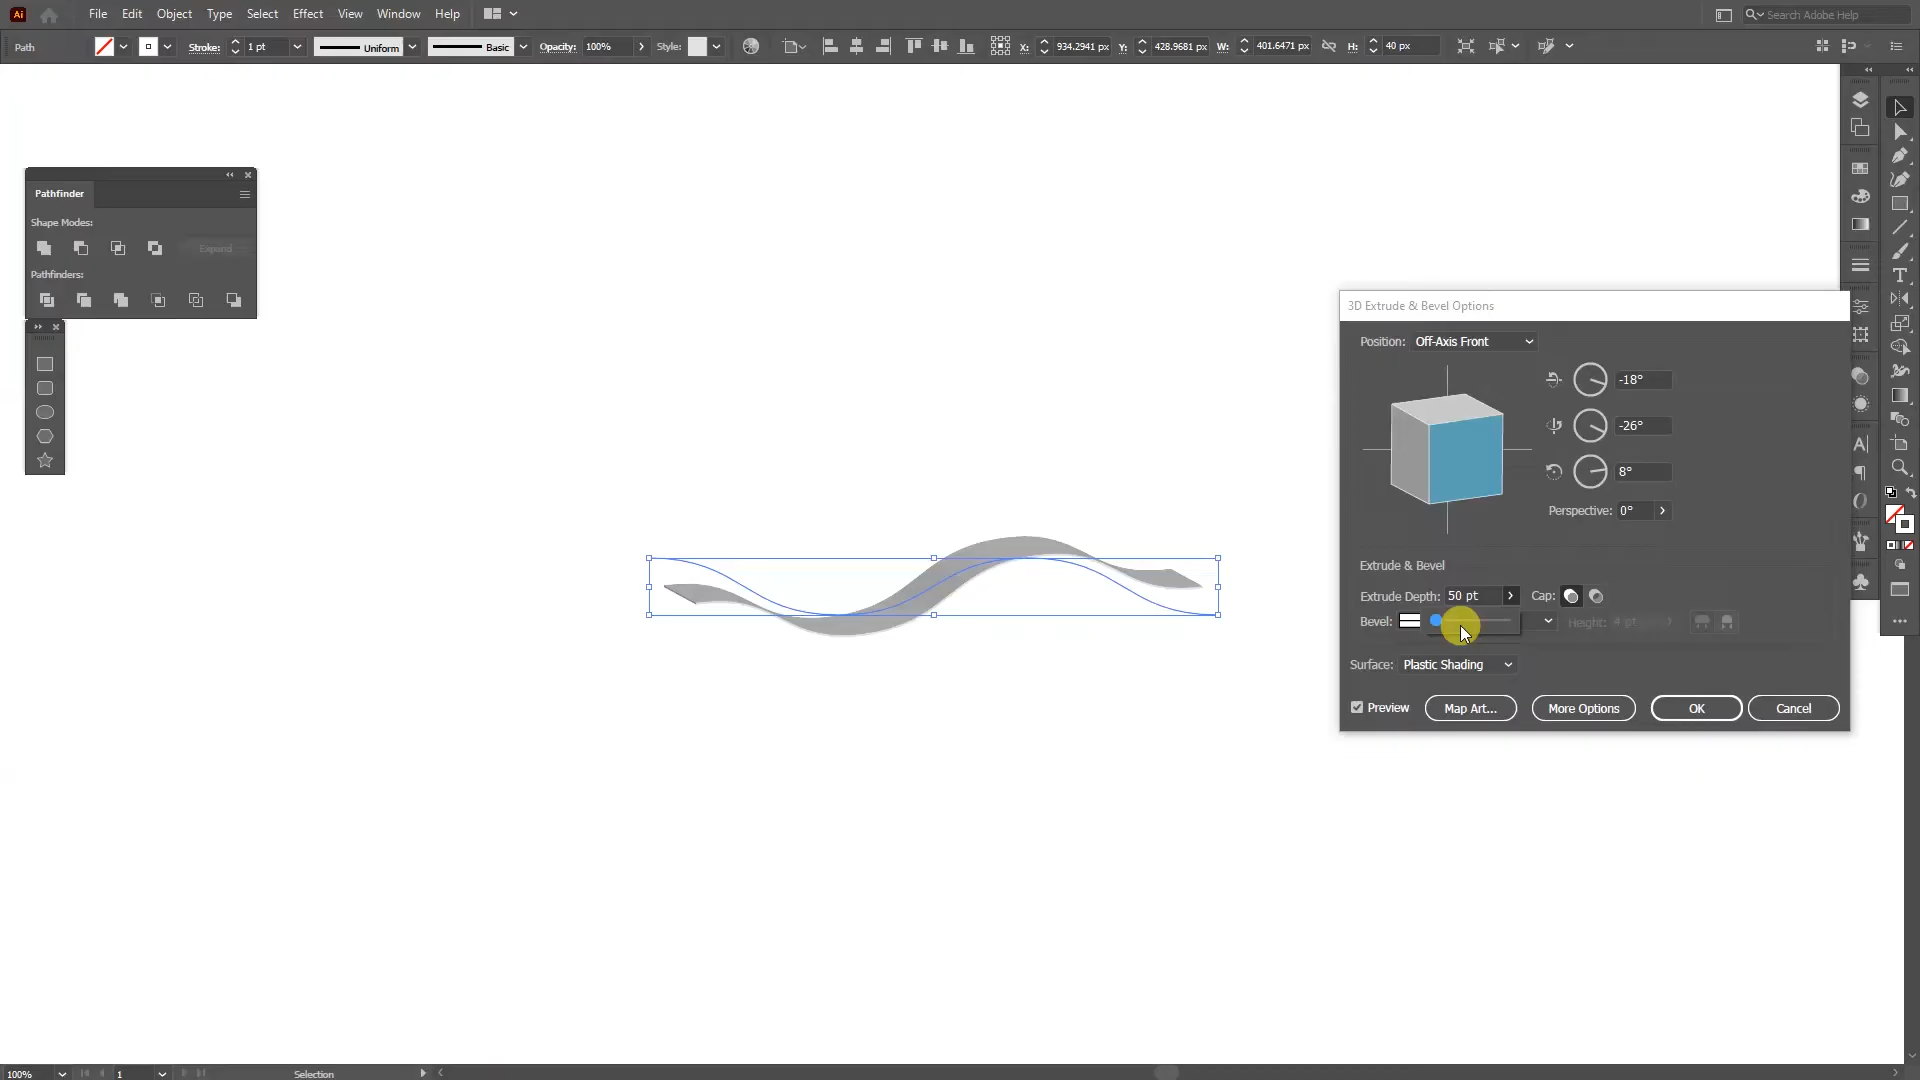 Ai File Edit Object Type Select Effect View Window Help Search Adobe Help
Path Stroke: 1 pt Uniform Basic Opacity: 100% Style: X: 934.2941 px Y: 428.9681 px W: 401.6471 px H: 40 px
Pathfinder
Shape Modes:
Expand
Pathfinders:
3D Extrude & Bevel Options
Position: Off-Axis Front
-18°
-26°
8°
Perspective: 0°
Extrude & Bevel
Extrude Depth: 50 pt Cap:
Bevel: Height: 4 pt
Surface: Plastic Shading
Preview Map Art... More Options OK Cancel
100% 1 Selection